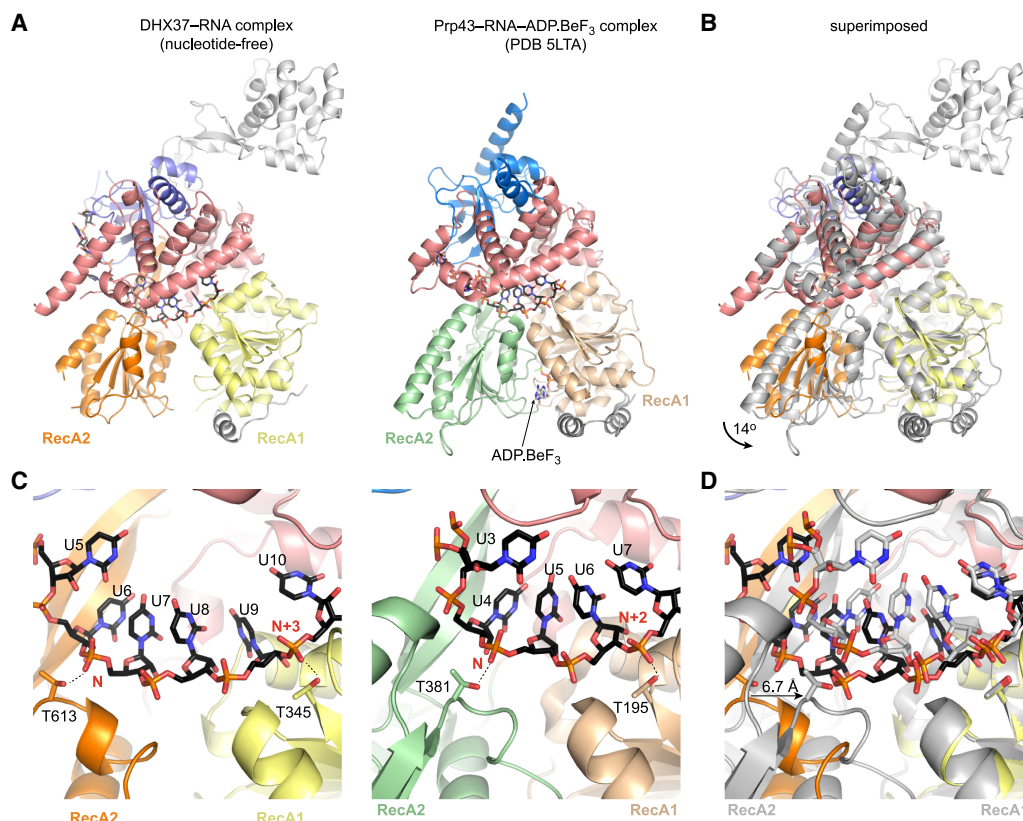 A
DHX37–RNA complex
(nucleotide-free)
Prp43–RNA–ADP.BeF₃ complex
(PDB 5LTA)
B
superimposed
RecA2
RecA1
RecA2
RecA1
ADP.BeF₃
14°
C
U5
U6
U7
U8
U9
U10
N+3
N
T613
T345
RecA2
RecA1
U3
U4
U5
U6
U7
N+2
N
T381
T195
RecA2
RecA1
D
6.7 Å
RecA2
RecA1